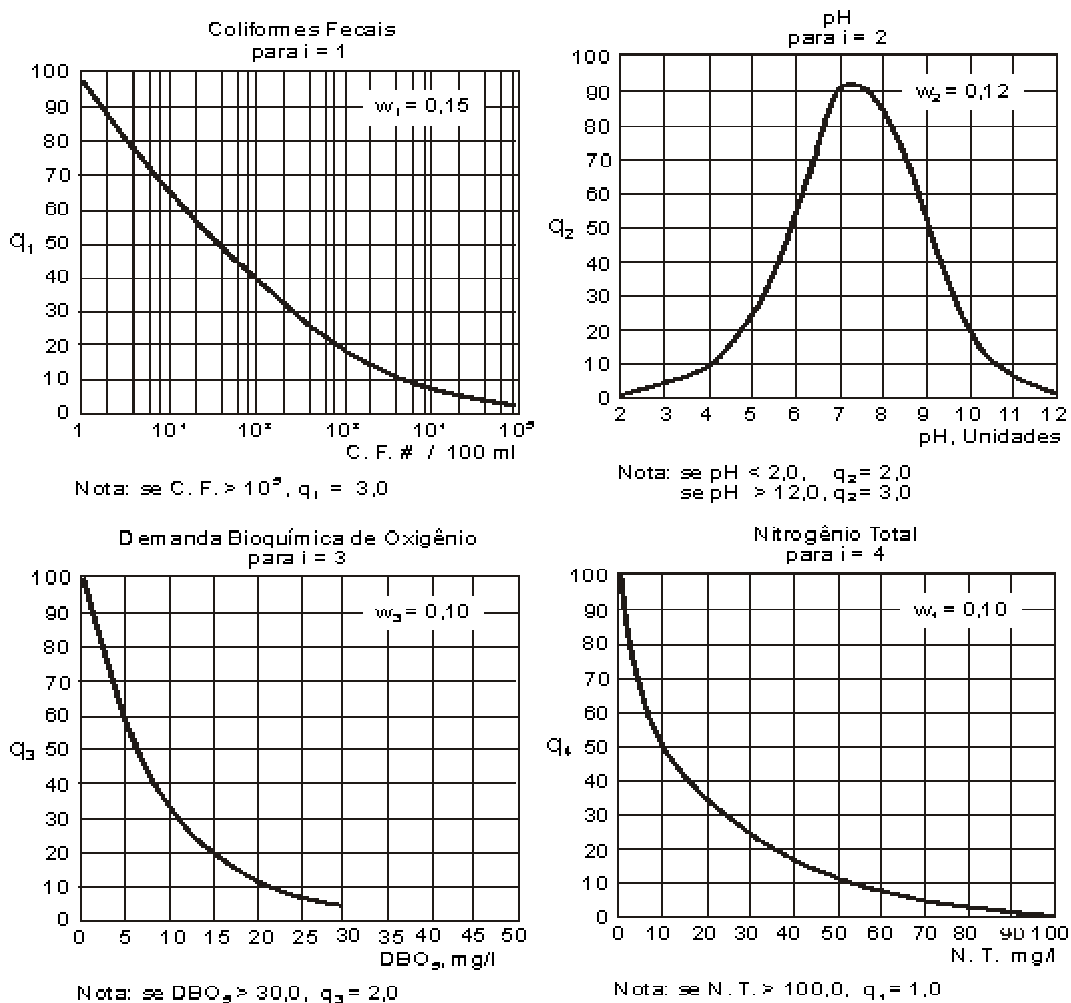 Coliformes Fecais
para i = 1
w₁ = 0,15
100
90
80
70
60
50
40
30
20
10
0
q₁
1 10¹ 10² 10³ 10⁴ 10⁵
C. F. # / 100 ml
Nota: se C. F. > 10⁵, q₁ = 3,0
pH
para i = 2
w₂ = 0,12
100
90
80
70
60
50
40
30
20
10
0
q₂
2 3 4 5 6 7 8 9 10 11 12
pH, Unidades
Nota: se pH < 2,0, q₂ = 2,0
se pH > 12,0, q₂ = 3,0
Demanda Bioquímica de Oxigênio
para i = 3
w₃ = 0,10
100
90
80
70
60
50
40
30
20
10
0
q₃
0 5 10 15 20 25 30 35 40 45 50
DBO₅, mg/l
Nota: se DBO₅ > 30,0, q₃ = 2,0
Nitrogênio Total
para i = 4
w₄ = 0,10
100
90
80
70
60
50
40
30
20
10
0
q₄
0 10 20 30 40 50 60 70 80 90 100
N. T. mg/l
Nota: se N. T. > 100,0, q₄ = 1,0